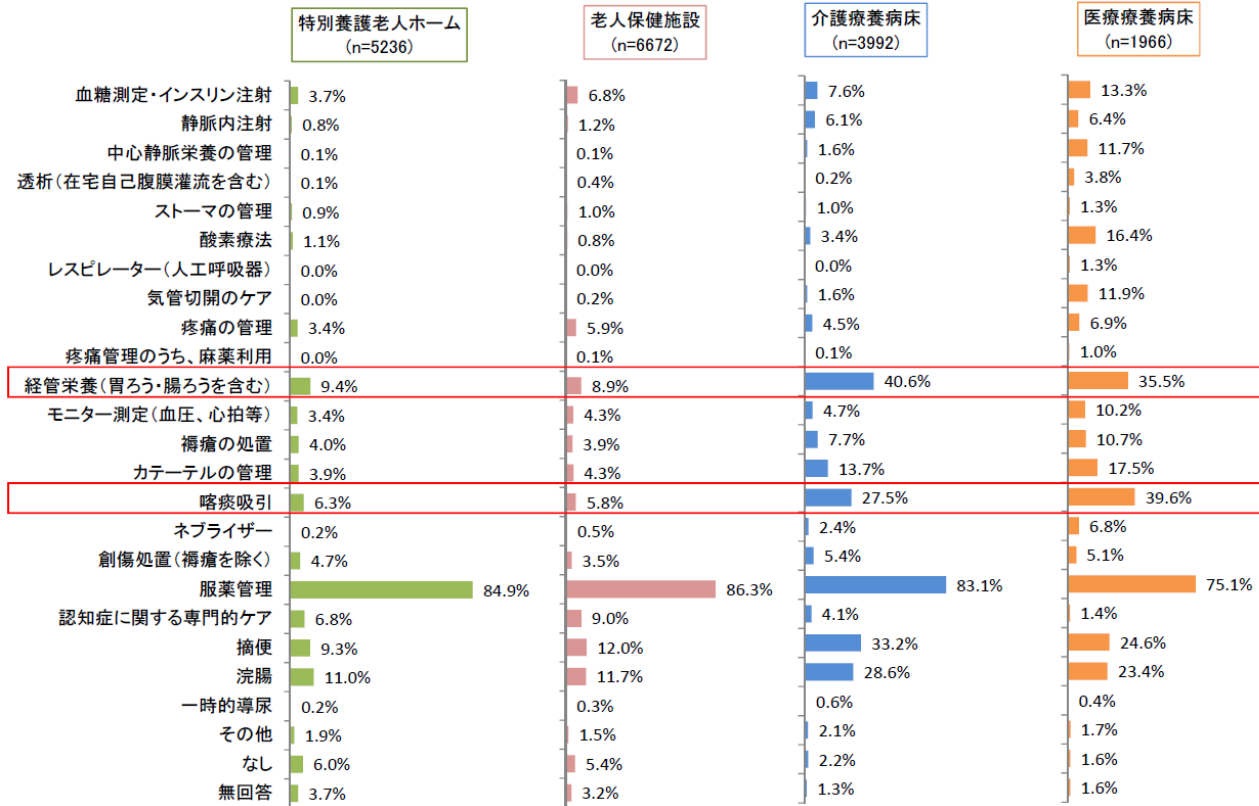 特別養護老人ホーム
(n=5236)
老人保健施設
(n=6672)
介護療養病床
(n=3992)
医療療養病床
(n=1966)
血糖測定・インスリン注射 3.7% 6.8% 7.6% 13.3%
静脈内注射 0.8% 1.2% 6.1% 6.4%
中心静脈栄養の管理 0.1% 0.1% 1.6% 11.7%
透析(在宅自己腹膜灌流を含む) 0.1% 0.4% 0.2% 3.8%
ストーマの管理 0.9% 1.0% 1.0% 1.3%
酸素療法 1.1% 0.8% 3.4% 16.4%
レスピレーター(人工呼吸器) 0.0% 0.0% 0.0% 1.3%
気管切開のケア 0.0% 0.2% 1.6% 11.9%
疼痛の管理 3.4% 5.9% 4.5% 6.9%
疼痛管理のうち、麻薬利用 0.0% 0.1% 0.1% 1.0%
経管栄養(胃ろう・腸ろうを含む) 9.4% 8.9% 40.6% 35.5%
モニター測定(血圧、心拍等) 3.4% 4.3% 4.7% 10.2%
褥瘡の処置 4.0% 3.9% 7.7% 10.7%
カテーテルの管理 3.9% 4.3% 13.7% 17.5%
喀痰吸引 6.3% 5.8% 27.5% 39.6%
ネブライザー 0.2% 0.5% 2.4% 6.8%
創傷処置(褥瘡を除く) 4.7% 3.5% 5.4% 5.1%
服薬管理 84.9% 86.3% 83.1% 75.1%
認知症に関する専門的ケア 6.8% 9.0% 4.1% 1.4%
摘便 9.3% 12.0% 33.2% 24.6%
浣腸 11.0% 11.7% 28.6% 23.4%
一時的導尿 0.2% 0.3% 0.6% 0.4%
その他 1.9% 1.5% 2.1% 1.7%
なし 6.0% 5.4% 2.2% 1.6%
無回答 3.7% 3.2% 1.3% 1.6%